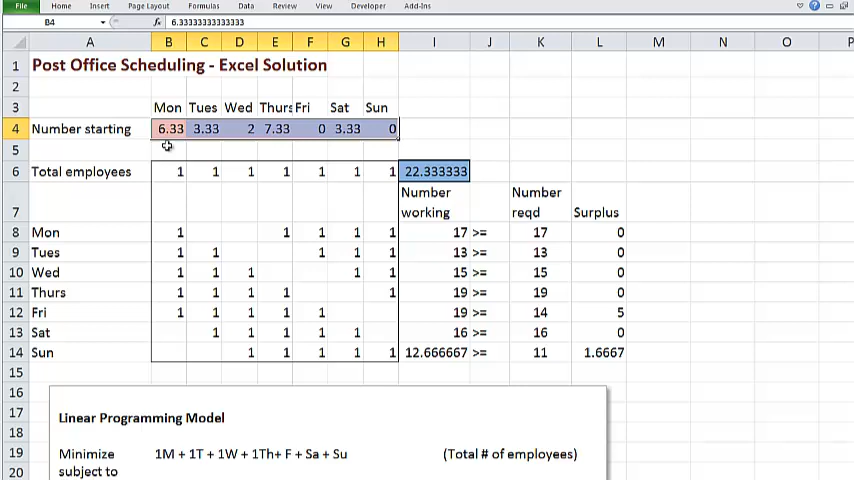 File Home Insert Page Layout Formulas Data Review View Developer Add-Ins
B4 fx 6.33333333333333
A B C D E F G H I J K L M N O P
1 Post Office Scheduling - Excel Solution
2
3 Mon Tues Wed Thurs Fri Sat Sun
4 Number starting 6.33 3.33 2 7.33 0 3.33 0
5
6 Total employees 1 1 1 1 1 1 1 22.333333
Number Number
7 working reqd Surplus
8 Mon 1 1 1 1 1 17 >= 17 0
9 Tues 1 1 1 1 1 13 >= 13 0
10 Wed 1 1 1 1 1 15 >= 15 0
11 Thurs 1 1 1 1 1 19 >= 19 0
12 Fri 1 1 1 1 1 19 >= 14 5
13 Sat 1 1 1 1 1 16 >= 16 0
14 Sun 1 1 1 1 1 12.666667 >= 11 1.6667
15
16
17 Linear Programming Model
18
19 Minimize 1M + 1T + 1W + 1Th+ F + Sa + Su (Total # of employees)
20 subject to